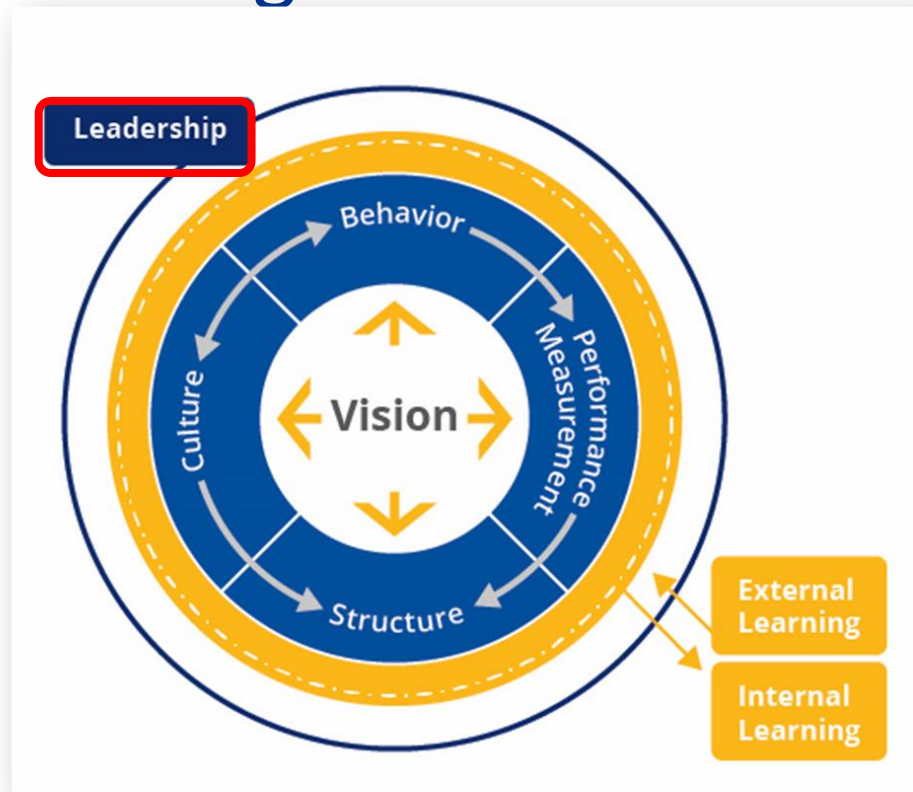 Leadership
Behavior
Performance
Measurement
Culture
Vision
Structure
External
Learning
Internal
Learning